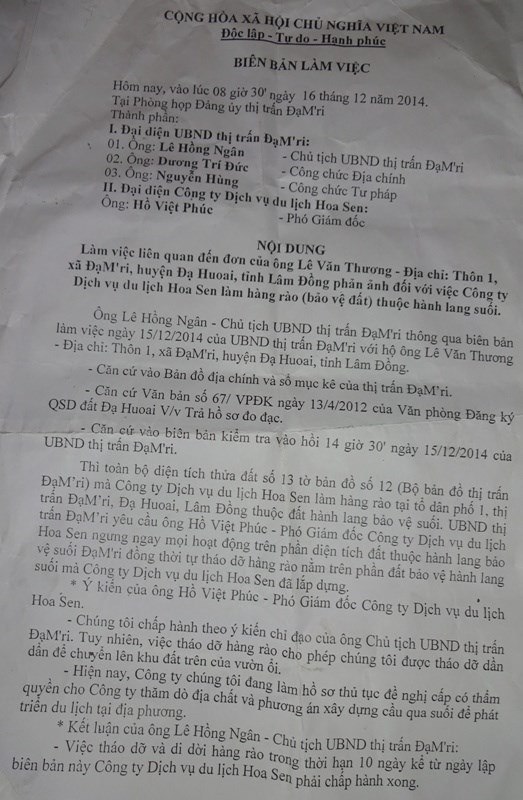 CỘNG HÒA XÃ HỘI CHỦ NGHĨA VIỆT NAM
Độc lập - Tự do - Hạnh phúc
BIÊN BẢN LÀM VIỆC
Hôm nay, vào lúc 08 giờ 30' ngày 16 tháng 12 năm 2014.
Tại Phòng họp Đảng ủy thị trấn ĐạM'ri
Thành phần:
I. Đại diện UBND thị trấn ĐạM'ri:
01. Ông: Lê Hồng Ngân - Chủ tịch UBND thị trấn ĐạM'ri
02. Ông: Dương Trí Đức - Công chức Địa chính
03. Ông: Nguyễn Hùng - Công chức Tư pháp
II. Đại diện Công ty Dịch vụ du lịch Hoa Sen:
Ông: Hồ Việt Phúc - Phó Giám đốc
NỘI DUNG
Làm việc liên quan đến đơn của ông Lê Văn Thương - Địa chỉ: Thôn 1,
xã ĐạM'ri, huyện Đạ Huoai, tỉnh Lâm Đồng phản ánh đối với việc Công ty
Dịch vụ du lịch Hoa Sen làm hàng rào (bảo vệ đất) thuộc hành lang suối.
Ông Lê Hồng Ngân - Chủ tịch UBND thị trấn ĐạM'ri thông qua biên bản
làm việc ngày 15/12/2014 của UBND thị trấn ĐạM'ri với hộ ông Lê Văn Thương
- Địa chỉ: Thôn 1, xã ĐạM'ri, huyện Đạ Huoai, tỉnh Lâm Đồng.
- Căn cứ vào Bản đồ địa chính và sổ mục kê của thị trấn ĐạM'ri.
- Căn cứ Văn bản số 67/ VPĐK ngày 13/4/2012 của Văn phòng Đăng ký
QSD đất Đạ Huoai V/v Trả hồ sơ đo đạc.
- Căn cứ vào biên bản kiểm tra vào hồi 14 giờ 30' ngày 15/12/2014 của
UBND thị trấn ĐạM'ri.
Thì toàn bộ diện tích thửa đất số 13 tờ bản đồ số 12 (Bộ bản đồ thị trấn
ĐạM'ri) mà Công ty Dịch vụ du lịch Hoa Sen làm hàng rào tại tổ dân phố 1, thị
trấn ĐạM'ri, Đạ Huoai, Lâm Đồng thuộc đất hành lang bảo vệ suối. UBND thị
trấn ĐạM'ri yêu cầu ông Hồ Việt Phúc - Phó Giám đốc Công ty Dịch vụ du lịch
Hoa Sen ngưng ngay mọi hoạt động trên phần diện tích đất thuộc hành lang bảo
vệ suối ĐạM'ri đồng thời tự tháo dỡ hàng rào nằm trên phần đất bảo vệ hành lang
suối mà Công ty Dịch vụ du lịch Hoa Sen đã lắp dựng.
* Ý kiến của ông Hồ Việt Phúc - Phó Giám đốc Công ty Dịch vụ du lịch
Hoa Sen.
- Chúng tôi chấp hành theo ý kiến chỉ đạo của ông Chủ tịch UBND thị trấn
ĐạM'ri. Tuy nhiên, việc tháo dỡ hàng rào cho phép chúng tôi được tháo dỡ dần
dần để chuyển lên khu đất trên của vườn ổi.
- Hiện nay, Công ty chúng tôi đang làm hồ sơ thủ tục đề nghị cấp có thẩm
quyền cho Công ty thăm dò địa chất và phương án xây dựng cầu qua suối để phát
triển du lịch tại địa phương.
* Kết luận của ông Lê Hồng Ngân - Chủ tịch UBND thị trấn ĐạM'ri:
- Việc tháo dỡ và di dời hàng rào trong thời hạn 10 ngày kể từ ngày lập
biên bản này Công ty Dịch vụ du lịch Hoa Sen phải chấp hành xong.